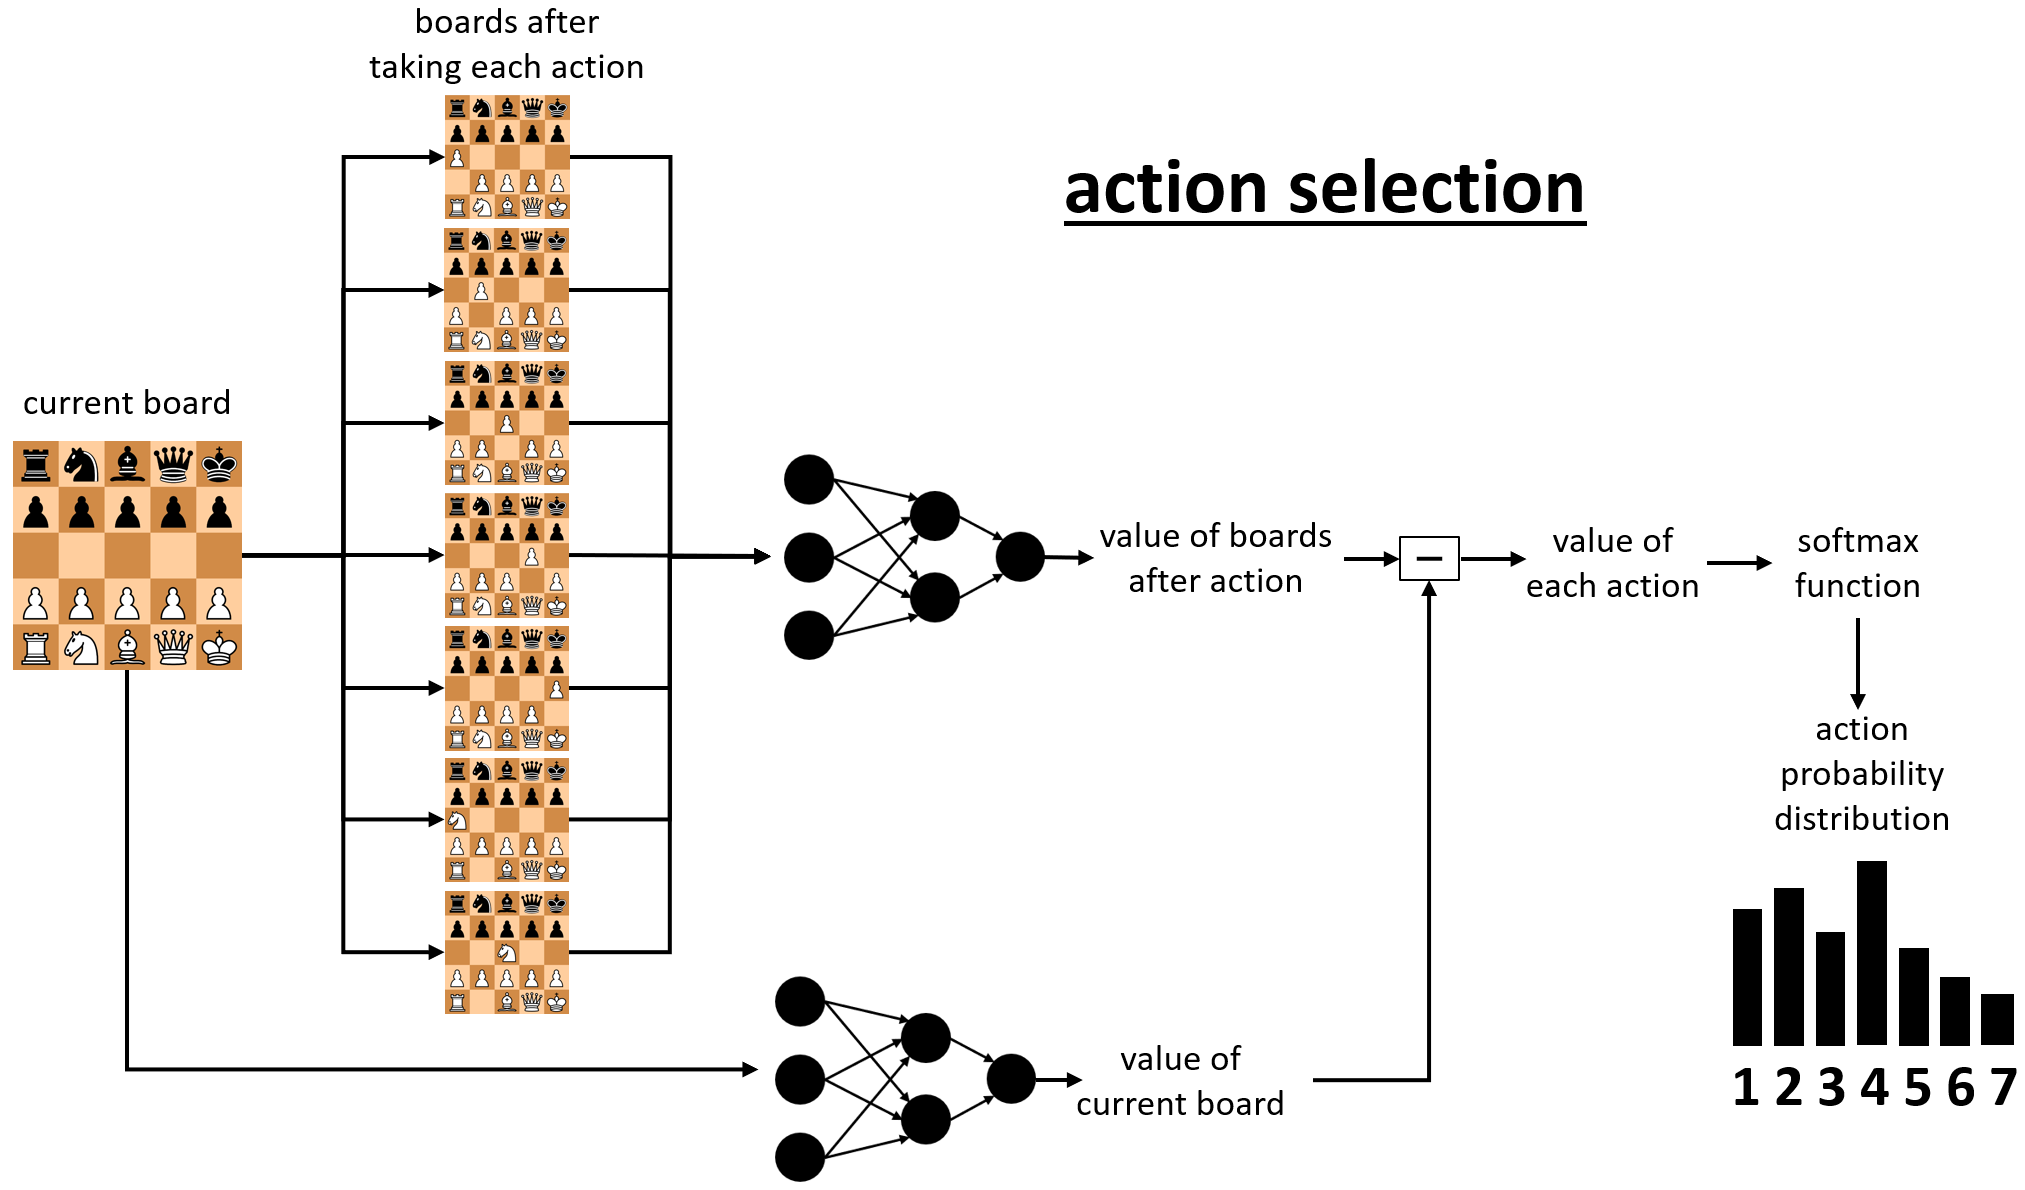 boards after
taking each action
action selection
current board
value of boards
after action
−
value of
each action
softmax
function
action
probability
distribution
1 2 3 4 5 6 7
value of
current board